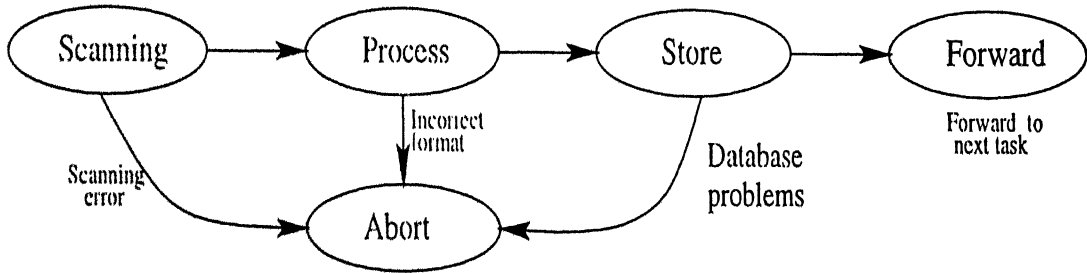 Scanning
Process
Store
Forward
Incorrect
format
Forward to
next task
Scanning
error
Database
problems
Abort